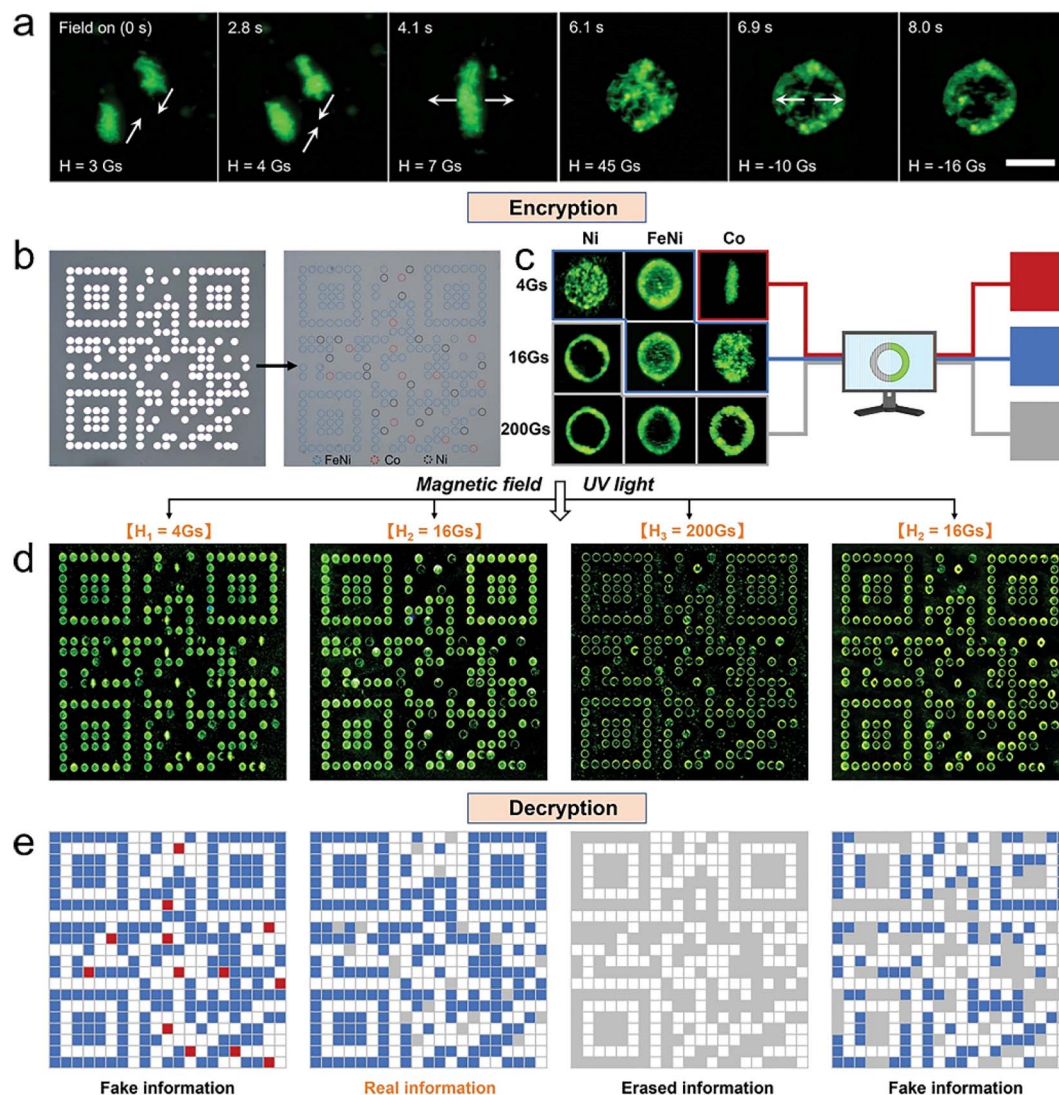 a
Field on (0 s)
2.8 s
4.1 s
6.1 s
6.9 s
8.0 s
H = 3 Gs
H = 4 Gs
H = 7 Gs
H = 45 Gs
H = -10 Gs
H = -16 Gs
Encryption
b
FeNi
Co
Ni
c
Ni FeNi Co
4Gs
16Gs
200Gs
Magnetic field UV light
【H1 = 4Gs】 【H2 = 16Gs】 【H3 = 200Gs】 【H2 = 16Gs】
d
Decryption
e
Fake information Real information Erased information Fake information